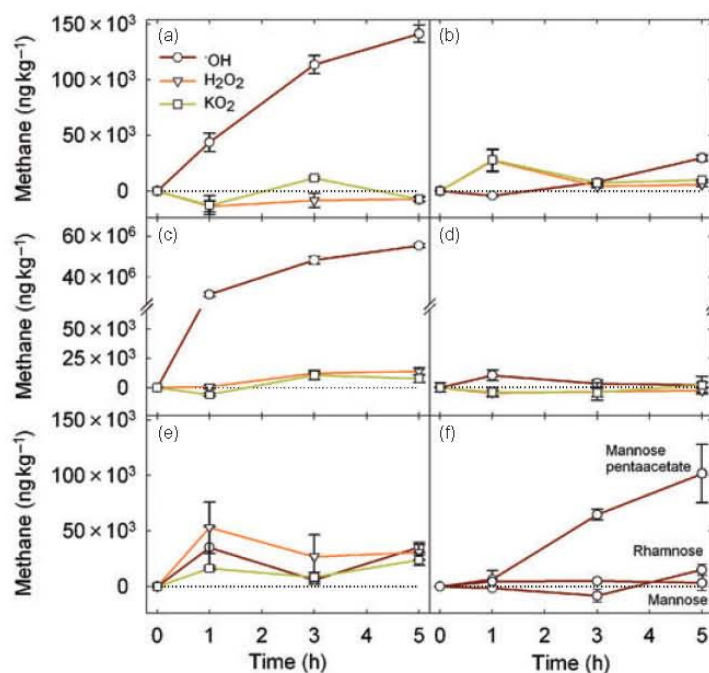 Methane (ng kg⁻¹)
150 × 10³
100 × 10³
50 × 10³
0
(a)
·OH
H₂O₂
KO₂
(b)
Methane (ng kg⁻¹)
60 × 10⁶
40 × 10⁶
50 × 10³
25 × 10³
0
(c)
(d)
Methane (ng kg⁻¹)
150 × 10³
100 × 10³
50 × 10³
0
(e)
(f)
Mannose
pentaacetate
Rhamnose
Mannose
0 1 2 3 4 5
0 1 2 3 4 5
Time (h)
Time (h)